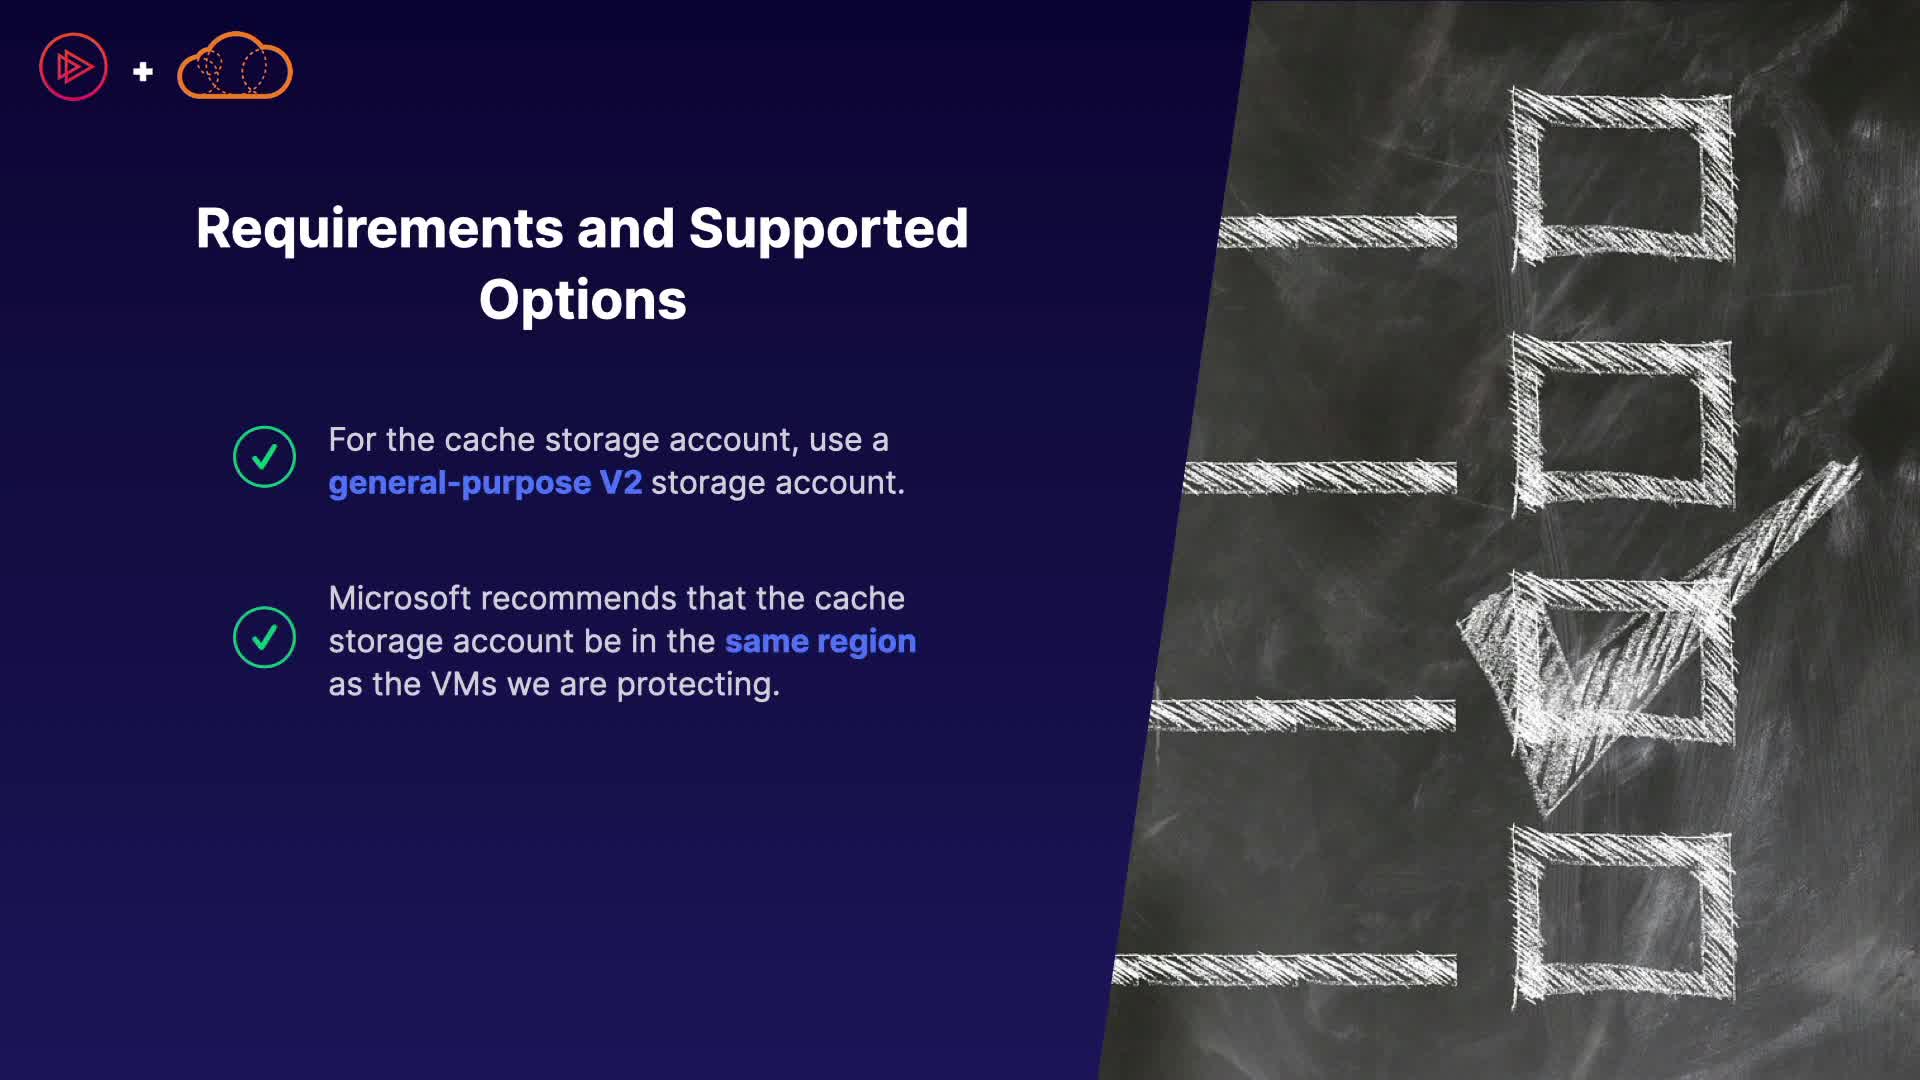 Requirements and Supported
Options
For the cache storage account, use a
general-purpose V2 storage account.
Microsoft recommends that the cache
storage account be in the same region
as the VMs we are protecting.